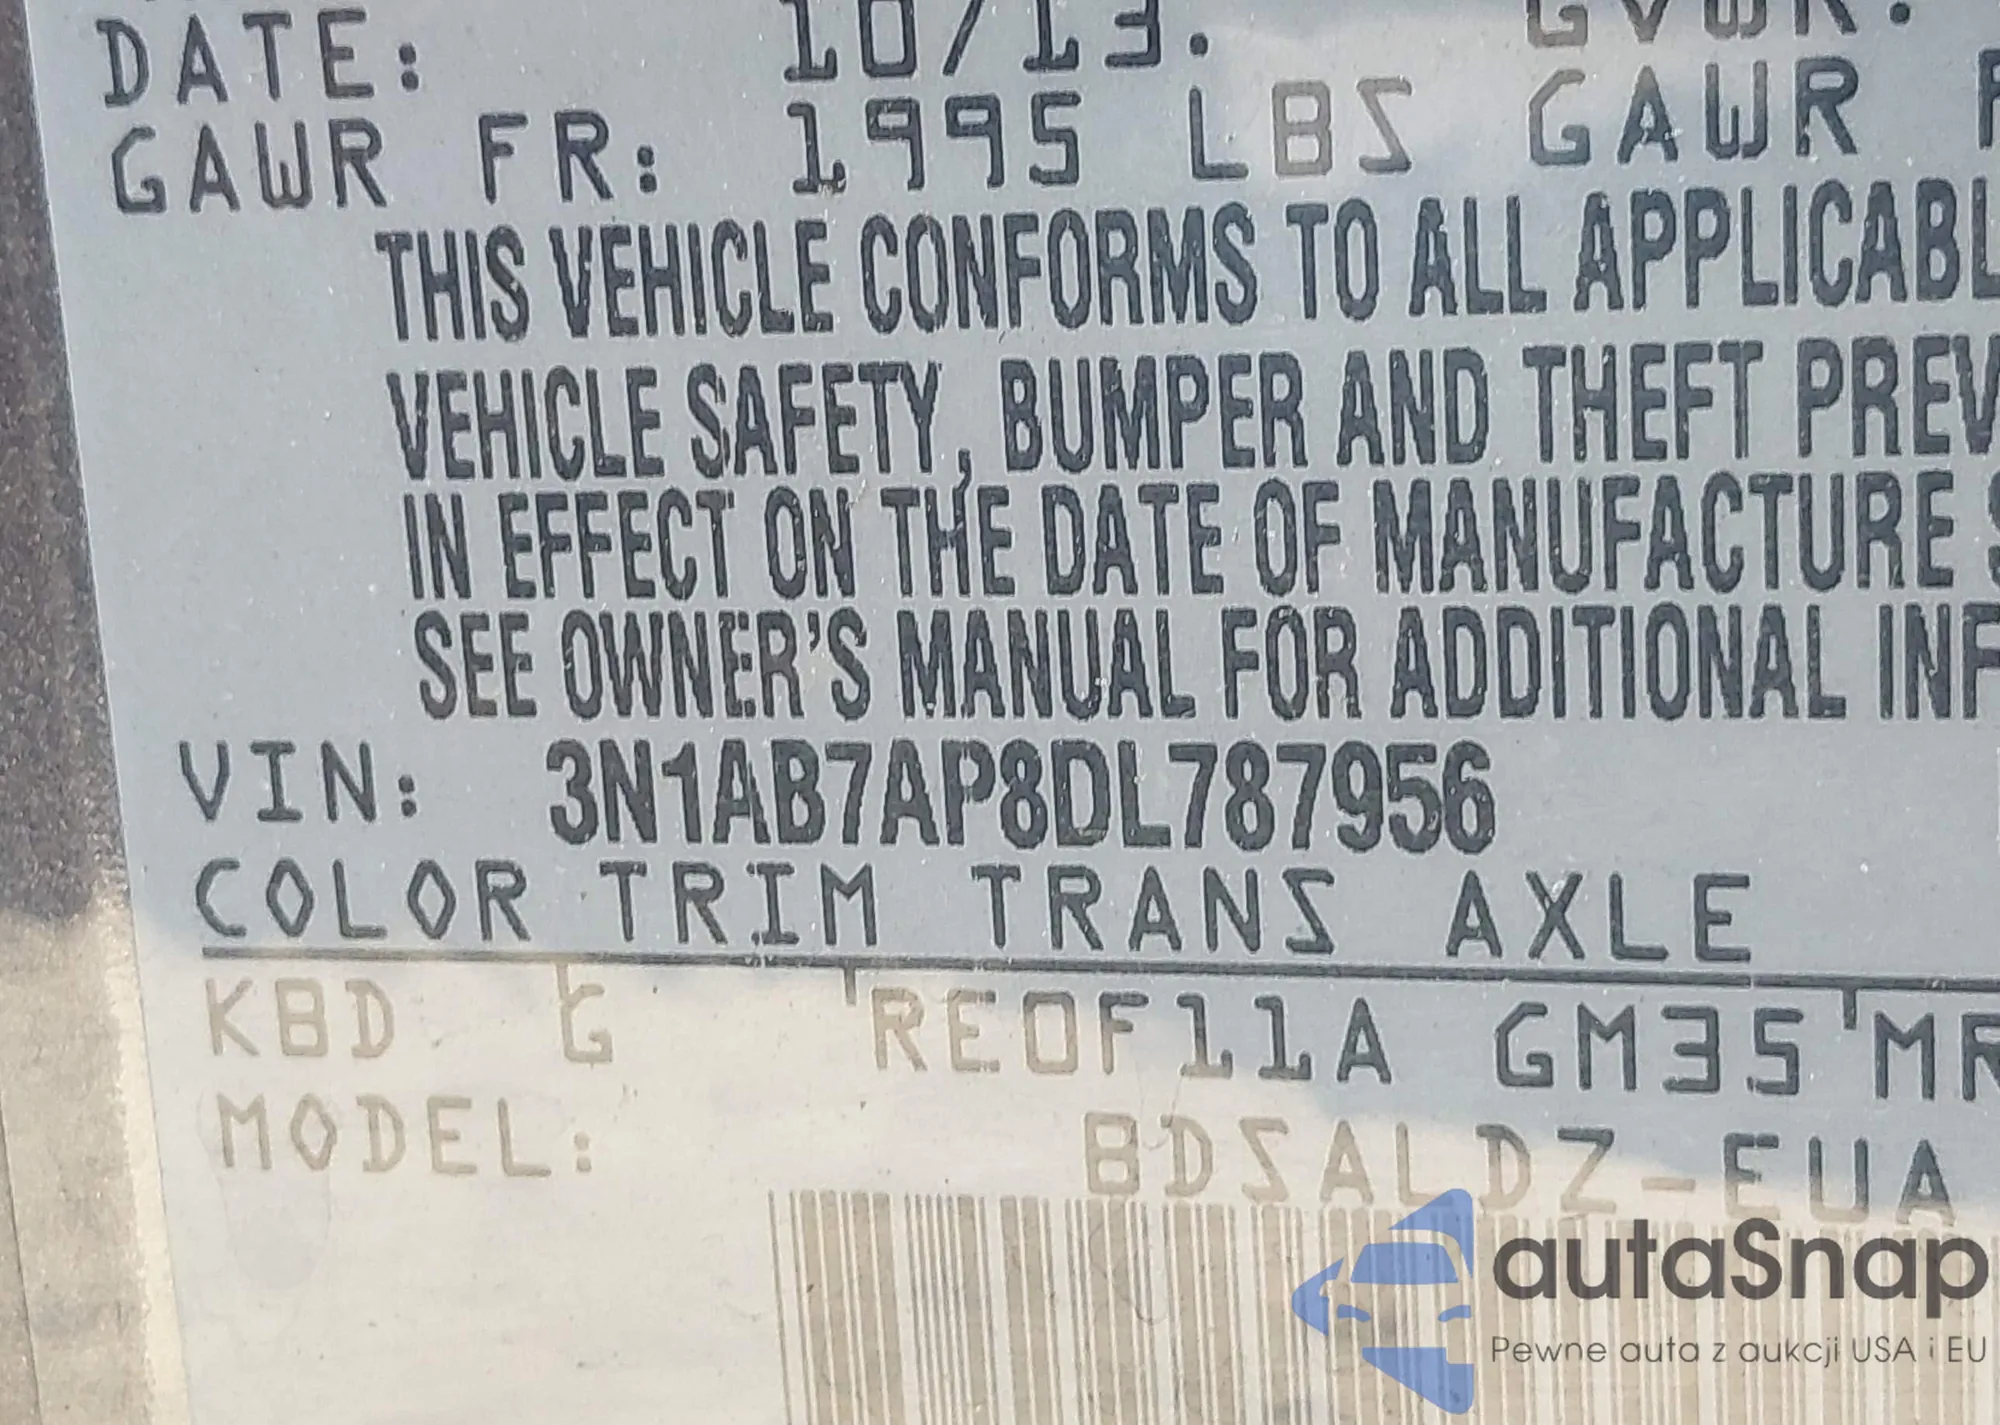 DATE: 10/13. GVWR:
GAWR FR: 1995 LBS GAWR
THIS VEHICLE CONFORMS TO ALL APPLICABL
VEHICLE SAFETY, BUMPER AND THEFT PREV
IN EFFECT ON THE DATE OF MANUFACTURE
SEE OWNER'S MANUAL FOR ADDITIONAL INF
VIN: 3N1AB7AP8DL787956
COLOR TRIM TRANS AXLE
KBD G RE0F11A GM35 MR
MODEL: BDSALDZ-EUA
autaSnap
Pewne auta z aukcji USA i EU